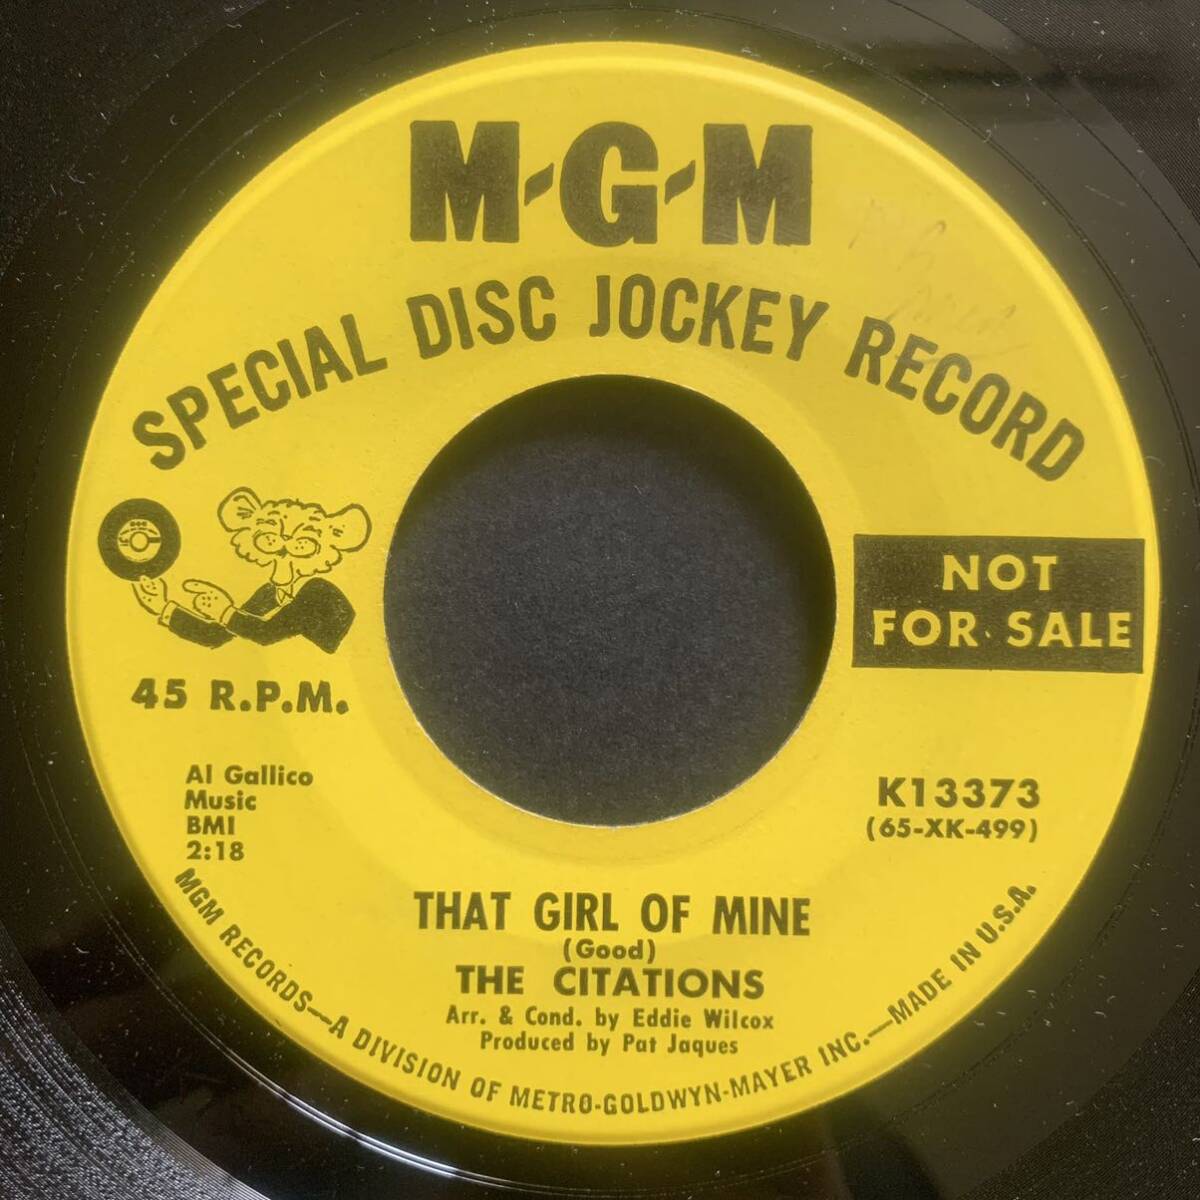 M-G-M
SPECIAL DISC JOCKEY RECORD
NOT
FOR SALE
45 R.P.M.
Al Gallico
Music
BMI
2:18
K13373
(65-XK-499)
THAT GIRL OF MINE
(Good)
THE CITATIONS
Arr. & Cond. by Eddie Wilcox
Produced by Pat Jaques
MGM RECORDS—A DIVISION OF METRO-GOLDWYN-MAYER INC.—MADE IN U.S.A.